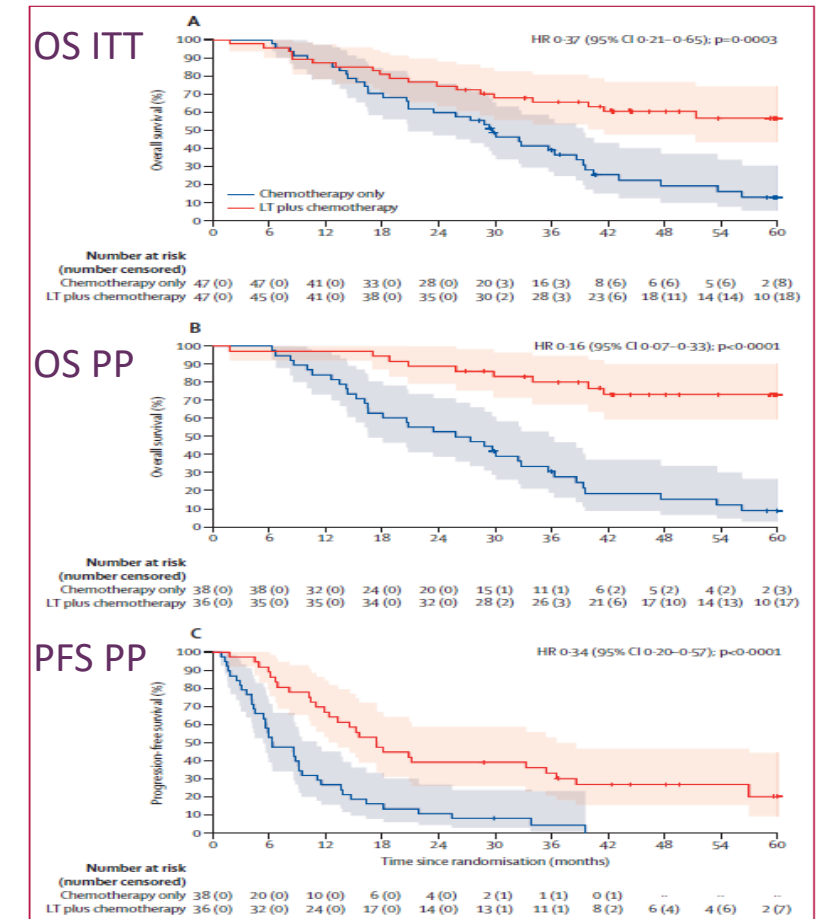 OS ITT
A
HR 0·37 (95% CI 0·21–0·65); p=0·0003
Overall survival (%)
100
90
80
70
60
50
40
30
20
10
0
Chemotherapy only
LT plus chemotherapy
0 6 12 18 24 30 36 42 48 54 60
Number at risk
(number censored)
Chemotherapy only 47 (0) 47 (0) 41 (0) 33 (0) 28 (0) 20 (3) 16 (3) 8 (6) 6 (6) 5 (6) 2 (8)
LT plus chemotherapy 47 (0) 45 (0) 41 (0) 38 (0) 35 (0) 30 (2) 28 (3) 23 (6) 18 (11) 14 (14) 10 (18)
OS PP
B
HR 0·16 (95% CI 0·07–0·33); p<0·0001
Overall survival (%)
100
90
80
70
60
50
40
30
20
10
0
0 6 12 18 24 30 36 42 48 54 60
Number at risk
(number censored)
Chemotherapy only 38 (0) 38 (0) 32 (0) 24 (0) 20 (0) 15 (1) 11 (1) 6 (2) 5 (2) 4 (2) 2 (3)
LT plus chemotherapy 36 (0) 35 (0) 35 (0) 34 (0) 32 (0) 28 (2) 26 (3) 21 (6) 17 (10) 14 (13) 10 (17)
PFS PP
C
HR 0·34 (95% CI 0·20–0·57); p<0·0001
Progression-free survival (%)
100
90
80
70
60
50
40
30
20
10
0
0 6 12 18 24 30 36 42 48 54 60
Time since randomisation (months)
Number at risk
(number censored)
Chemotherapy only 38 (0) 20 (0) 10 (0) 6 (0) 4 (0) 2 (1) 1 (1) 0 (1) -- -- --
LT plus chemotherapy 36 (0) 32 (0) 24 (0) 17 (0) 14 (0) 13 (1) 11 (1) 8 (2) 6 (4) 4 (6) 2 (7)